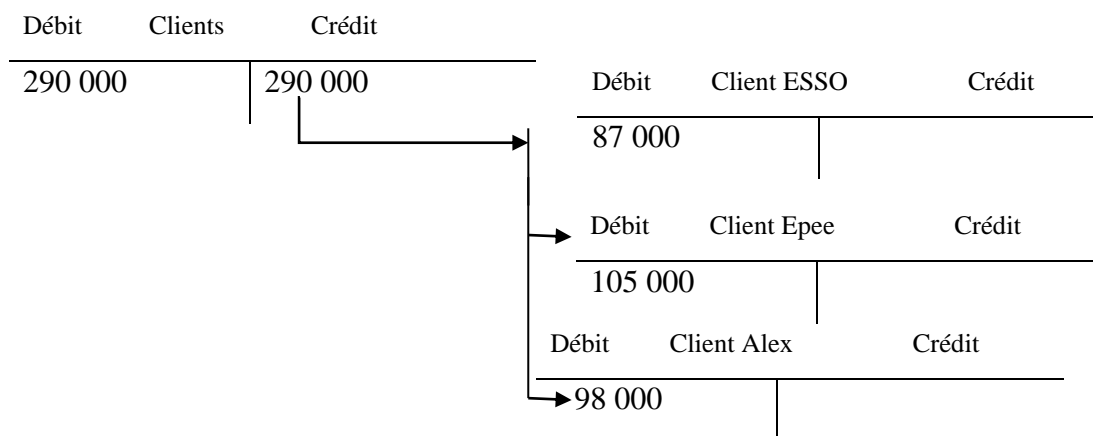 Débit Clients Crédit
290 000 290 000
Débit Client ESSO Crédit
87 000
Débit Client Epee Crédit
105 000
Débit Client Alex Crédit
98 000